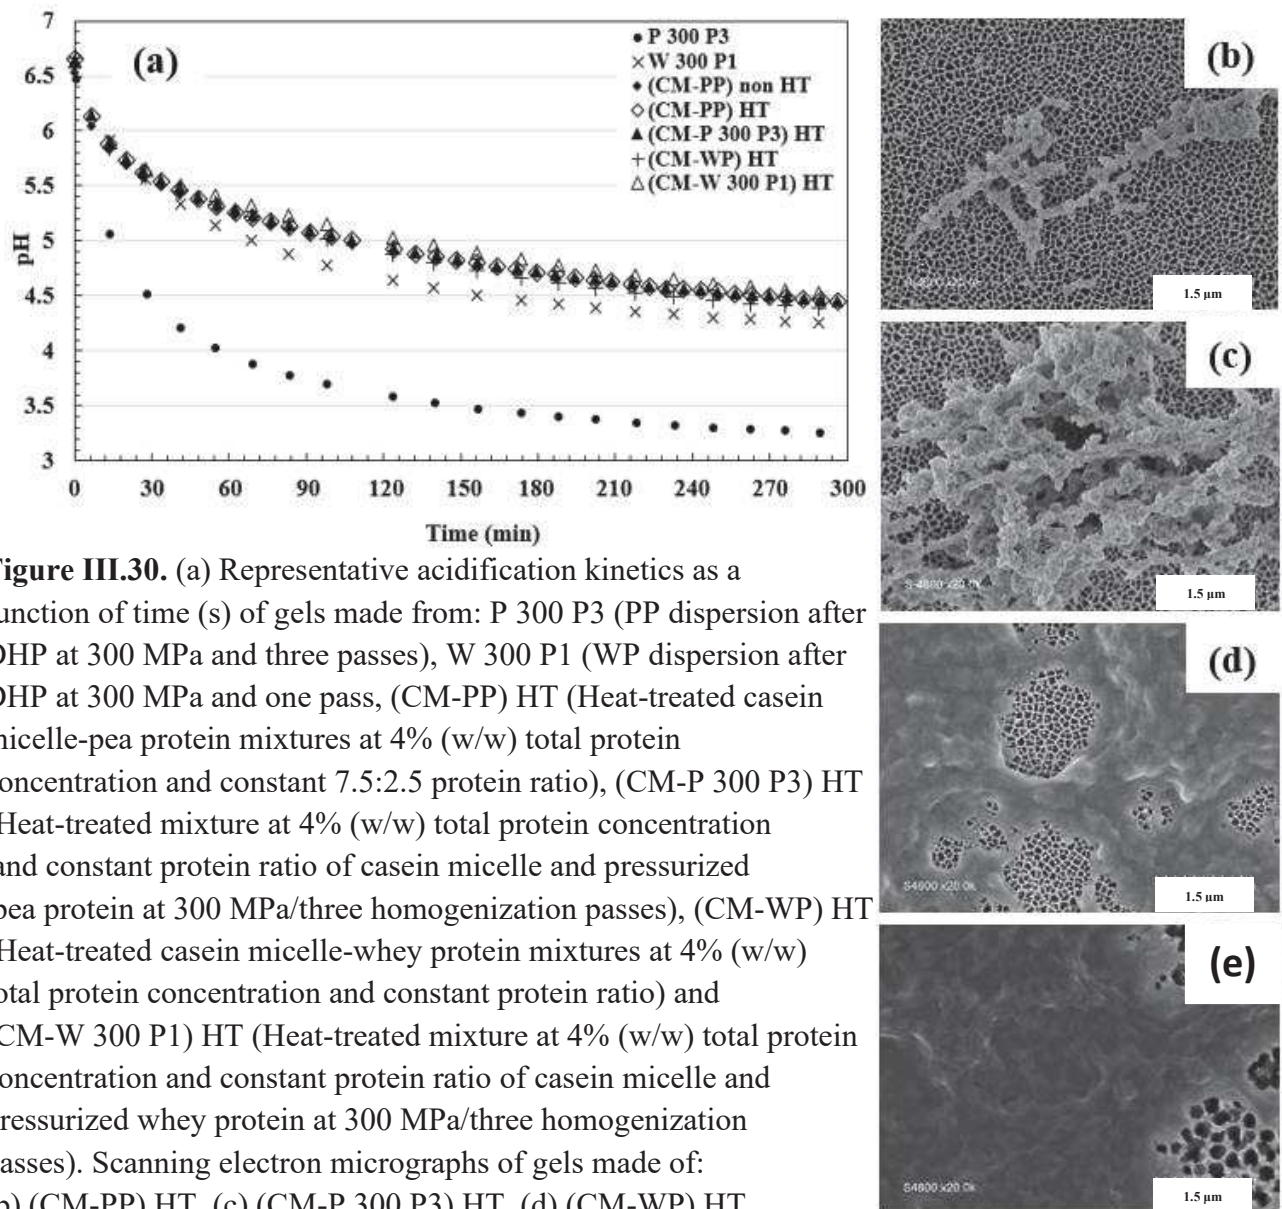 7
6.5
6
5.5
5
4.5
4
3.5
3
pH
0 30 60 90 120 150 180 210 240 270 300
Time (min)
(a)
P 300 P3
W 300 P1
(CM-PP) non HT
(CM-PP) HT
(CM-P 300 P3) HT
(CM-WP) HT
(CM-W 300 P1) HT
(b)
1.5 µm
(c)
S-4800 x20.0k
1.5 µm
(d)
S4800 x20.0k
1.5 µm
(e)
S4800 x20.0k
1.5 µm
igure III.30. (a) Representative acidification kinetics as a
unction of time (s) of gels made from: P 300 P3 (PP dispersion after
DHP at 300 MPa and three passes), W 300 P1 (WP dispersion after
DHP at 300 MPa and one pass, (CM-PP) HT (Heat-treated casein
nicelle-pea protein mixtures at 4% (w/w) total protein
oncentration and constant 7.5:2.5 protein ratio), (CM-P 300 P3) HT
Heat-treated mixture at 4% (w/w) total protein concentration
and constant protein ratio of casein micelle and pressurized
pea protein at 300 MPa/three homogenization passes), (CM-WP) HT
Heat-treated casein micelle-whey protein mixtures at 4% (w/w)
otal protein concentration and constant protein ratio) and
CM-W 300 P1) HT (Heat-treated mixture at 4% (w/w) total protein
oncentration and constant protein ratio of casein micelle and
ressurized whey protein at 300 MPa/three homogenization
asses). Scanning electron micrographs of gels made of:
b) (CM-PP) HT, (c) (CM-P 300 P3) HT, (d) (CM-WP) HT